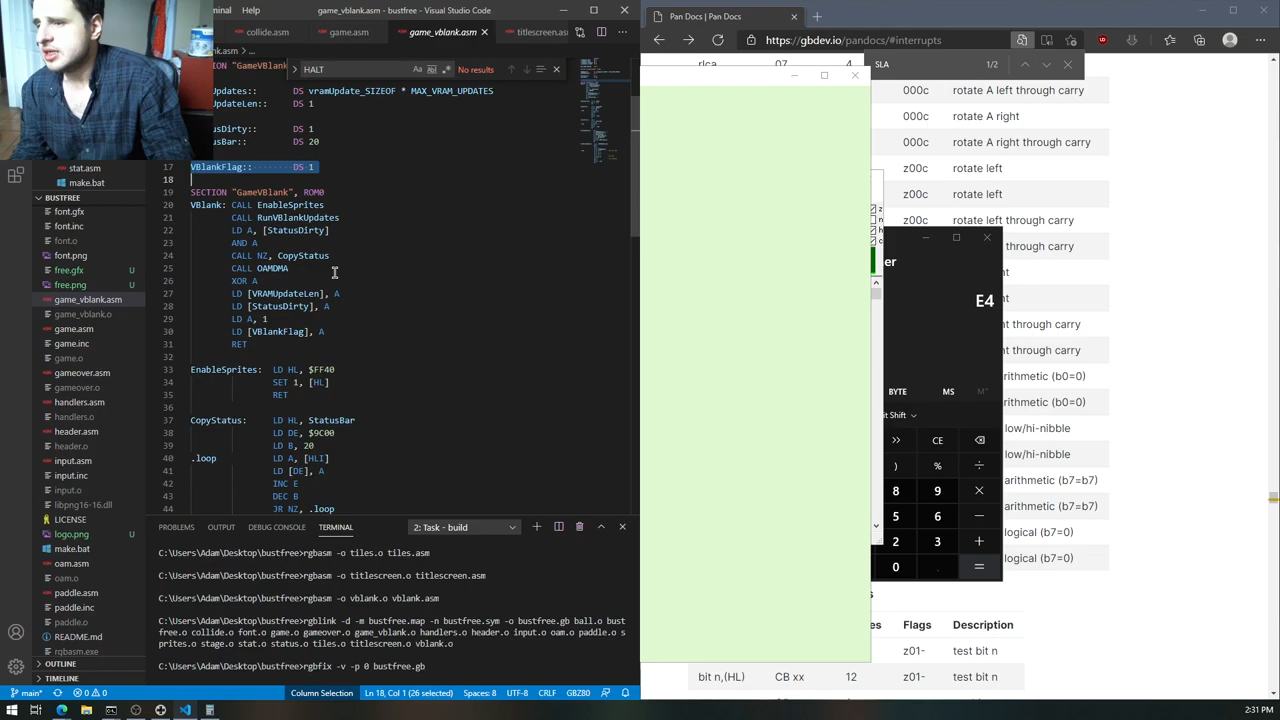 erminal
Help
game_vblank.asm - bustfree - Visual Studio Code
collide.asm
game.asm
game_vblank.asm
titlescreen.as
HALT
No results
DS vramUpdate_SIZEOF * MAX_VRAM_UPDATES
DS 1
DS 1
DS 20
17 VBlankFlag:: DS 1
18
19 SECTION "GameVBlank", ROM0
20 VBlank: CALL EnableSprites
21 CALL RunVBlankUpdates
22 LD A, [StatusDirty]
23 AND A
24 CALL NZ, CopyStatus
25 CALL OAMDMA
26 XOR A
27 LD [VRAMUpdateLen], A
28 LD [StatusDirty], A
29 LD A, 1
30 LD [VBlankFlag], A
31 RET
32
33 EnableSprites: LD HL, $FF40
34 SET 1, [HL]
35 RET
36
37 CopyStatus: LD HL, StatusBar
38 LD DE, $9C00
39 LD B, 20
40 .loop LD A, [HLI]
41 LD [DE], A
42 INC E
43 DEC B
44 JR NZ, .loop
stat.asm
make.bat
BUSTFREE
font.gfx
font.inc
font.o
font.png
free.gfx U
free.png U
game_vblank.asm
game_vblank.o
game.asm
game.inc
game.o
gameover.asm
gameover.o
handlers.asm
handlers.o
header.asm
header.o
input.asm
input.inc
input.o
libpng16-16.dll
LICENSE
logo.png U
make.bat
oam.asm
oam.o
paddle.asm
paddle.inc
paddle.o
README.md
rgbasm.exe
OUTLINE
TIMELINE
PROBLEMS OUTPUT DEBUG CONSOLE TERMINAL
2: Task - build
C:\Users\Adam\Desktop\bustfree>rgbasm -o tiles.o tiles.asm
C:\Users\Adam\Desktop\bustfree>rgbasm -o titlescreen.o titlescreen.asm
C:\Users\Adam\Desktop\bustfree>rgbasm -o vblank.o vblank.asm
C:\Users\Adam\Desktop\bustfree>rgblink -d -m bustfree.map -n bustfree.sym -o bustfree.gb ball.o bust
free.o collide.o font.o game.o gameover.o game_vblank.o handlers.o header.o input.o oam.o paddle.o s
prites.o stage.o stat.o status.o tiles.o titlescreen.o vblank.o
C:\Users\Adam\Desktop\bustfree>rgbfix -v -p 0 bustfree.gb
main*
0 0
Column Selection
Ln 18, Col 1 (26 selected)
Spaces: 8
UTF-8
CRLF
GBZ80
Pan Docs | Pan Docs
https://gbdev.io/pandocs/#interrupts
SLA
1/2
rlca 07 4
000c rotate A left through carry
000c rotate A right
000c rotate A right through carry
z00c rotate left
z00c rotate left
z00c rotate left through carry
through carry
nt
nt
ht through carry
ht through carry
arithmetic (b0=0)
arithmetic (b0=0)
low/hi-nibble
low/hi-nibble
arithmetic (b7=b7)
arithmetic (b7=b7)
logical (b7=0)
logical (b7=0)
z
n
h
c
er
E4
BYTE
MS
it Shift
CE
)
%
÷
8 9 ×
5 6 −
2 3 +
0 . =
es Flags Description
z01- test bit n
bit n,(HL) CB xx 12 z01- test bit n
2:31 PM